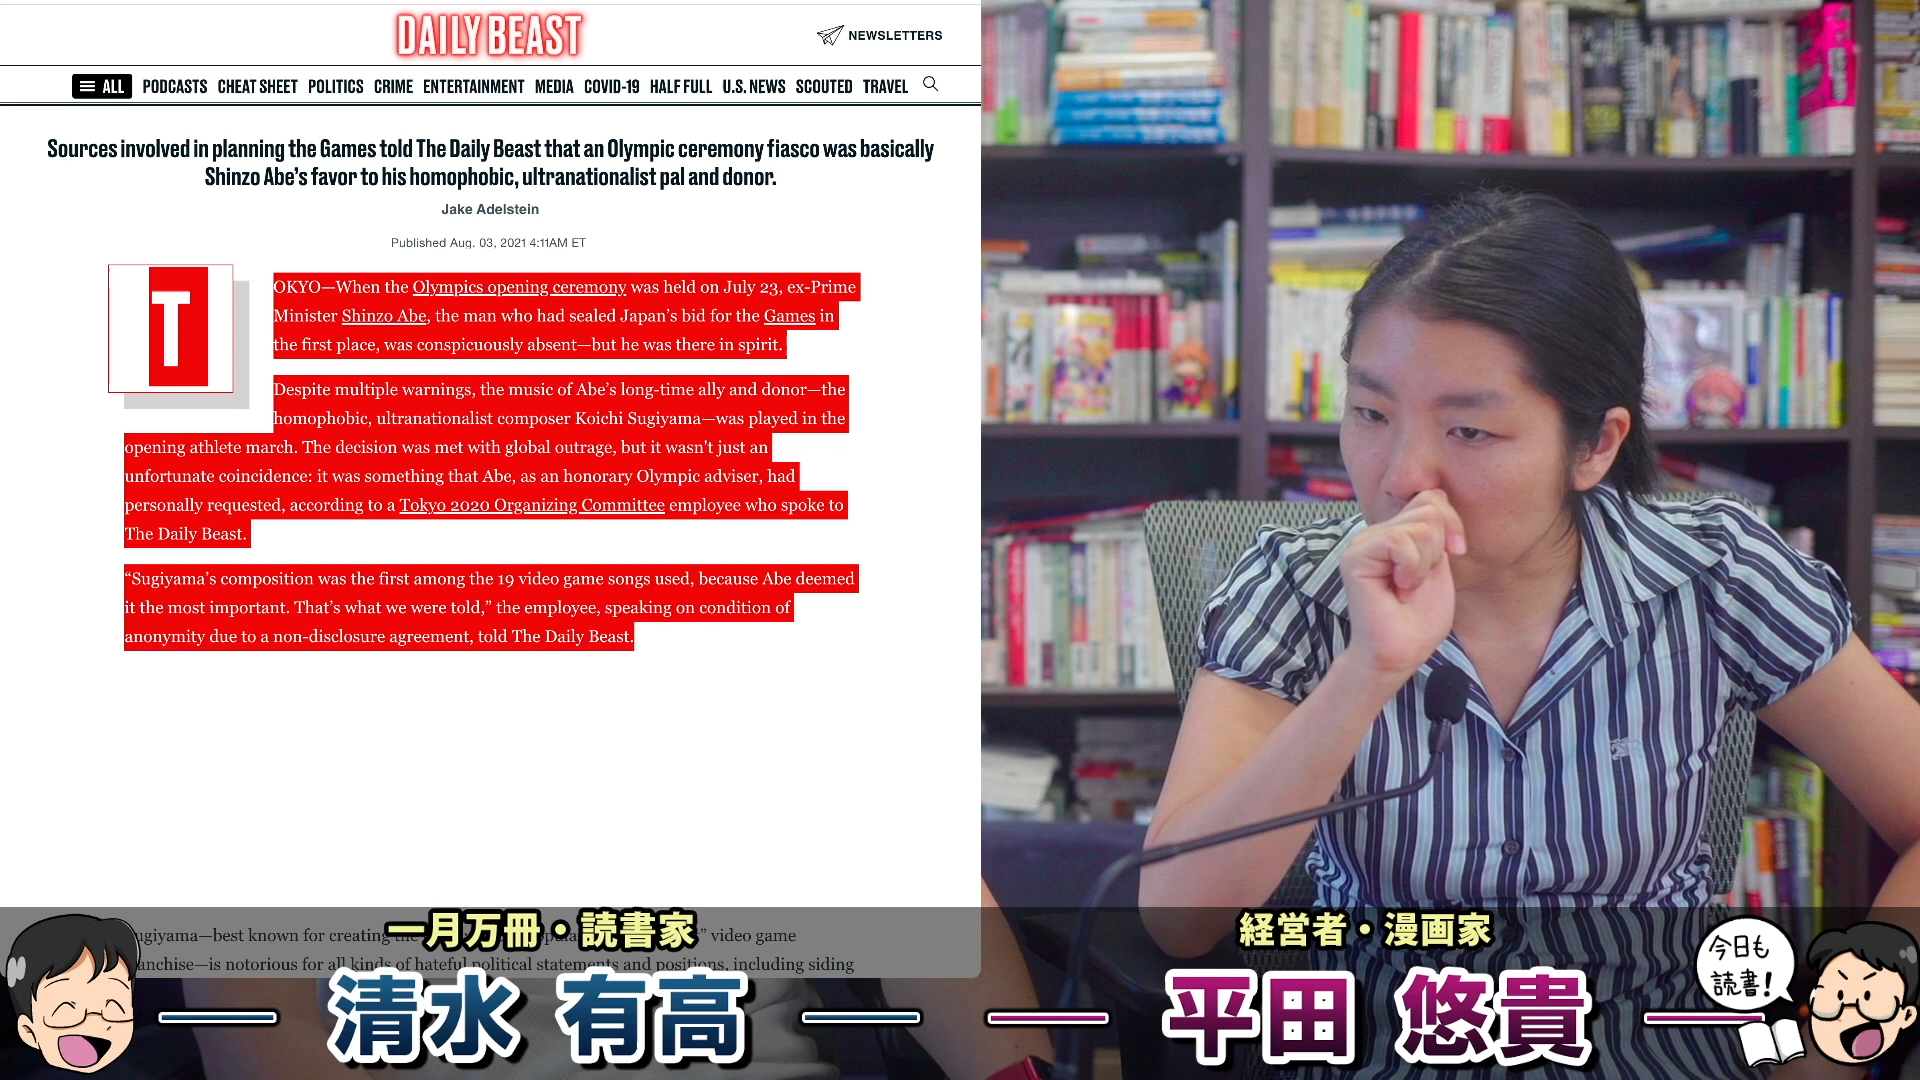 DAILY BEAST
NEWSLETTERS
ALL PODCASTS CHEAT SHEET POLITICS CRIME ENTERTAINMENT MEDIA COVID-19 HALF FULL U.S. NEWS SCOUTED TRAVEL
Sources involved in planning the Games told The Daily Beast that an Olympic ceremony fiasco was basically
Shinzo Abe’s favor to his homophobic, ultranationalist pal and donor.
Jake Adelstein
Published Aug. 03, 2021 4:11AM ET
TOKYO—When the Olympics opening ceremony was held on July 23, ex-Prime
Minister Shinzo Abe, the man who had sealed Japan’s bid for the Games in
the first place, was conspicuously absent—but he was there in spirit.
Despite multiple warnings, the music of Abe’s long-time ally and donor—the
homophobic, ultranationalist composer Koichi Sugiyama—was played in the
opening athlete march. The decision was met with global outrage, but it wasn't just an
unfortunate coincidence: it was something that Abe, as an honorary Olympic adviser, had
personally requested, according to a Tokyo 2020 Organizing Committee employee who spoke to
The Daily Beast.
“Sugiyama’s composition was the first among the 19 video game songs used, because Abe deemed
it the most important. That’s what we were told,” the employee, speaking on condition of
anonymity due to a non-disclosure agreement, told The Daily Beast.
ugiyama—best known for creating the ” video game
anchise—is notorious for all kinds of hateful political statements and positions, including siding
一月万冊・読書家
清水 有高
経営者・漫画家
平田 悠貴
今日も
読書!